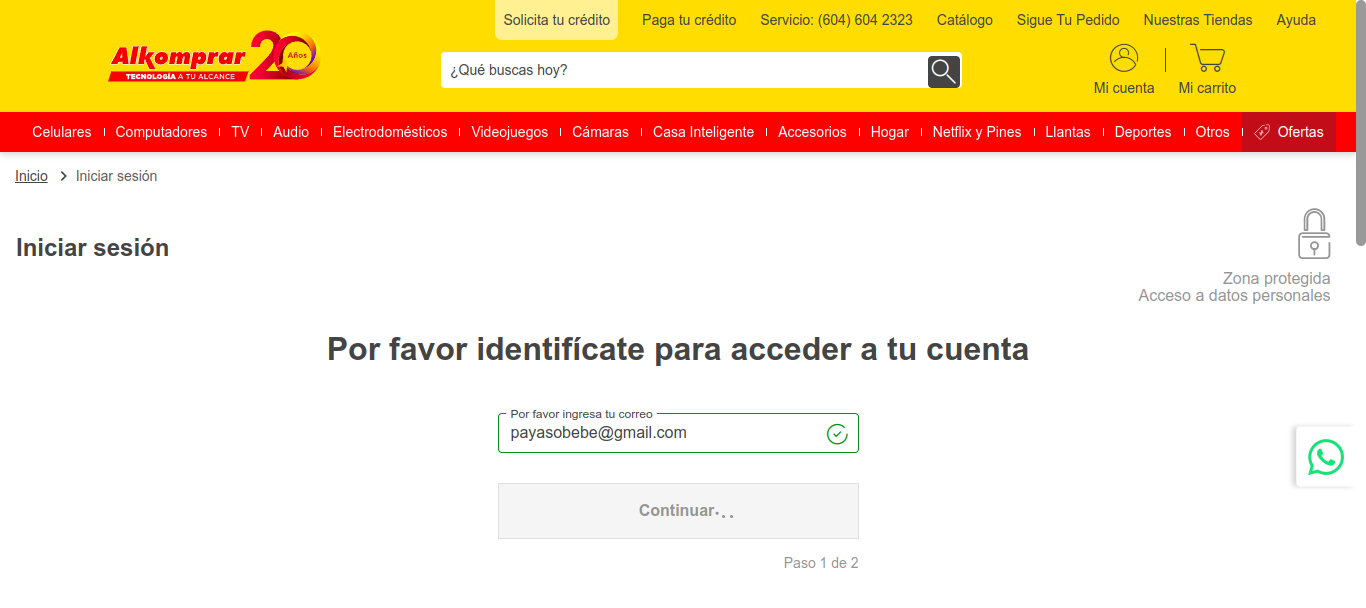 Solicita tu crédito Paga tu crédito Servicio: (604) 604 2323 Catálogo Sigue Tu Pedido Nuestras Tiendas Ayuda
Alkomprar 20 Años
TECNOLOGÍA A TU ALCANCE
¿Qué buscas hoy?
Mi cuenta Mi carrito
Celulares Computadores TV Audio Electrodomésticos Videojuegos Cámaras Casa Inteligente Accesorios Hogar Netflix y Pines Llantas Deportes Otros Ofertas
Inicio > Iniciar sesión
Iniciar sesión
Zona protegida
Acceso a datos personales
Por favor identifícate para acceder a tu cuenta
Por favor ingresa tu correo
payasobebe@gmail.com
Continuar...
Paso 1 de 2